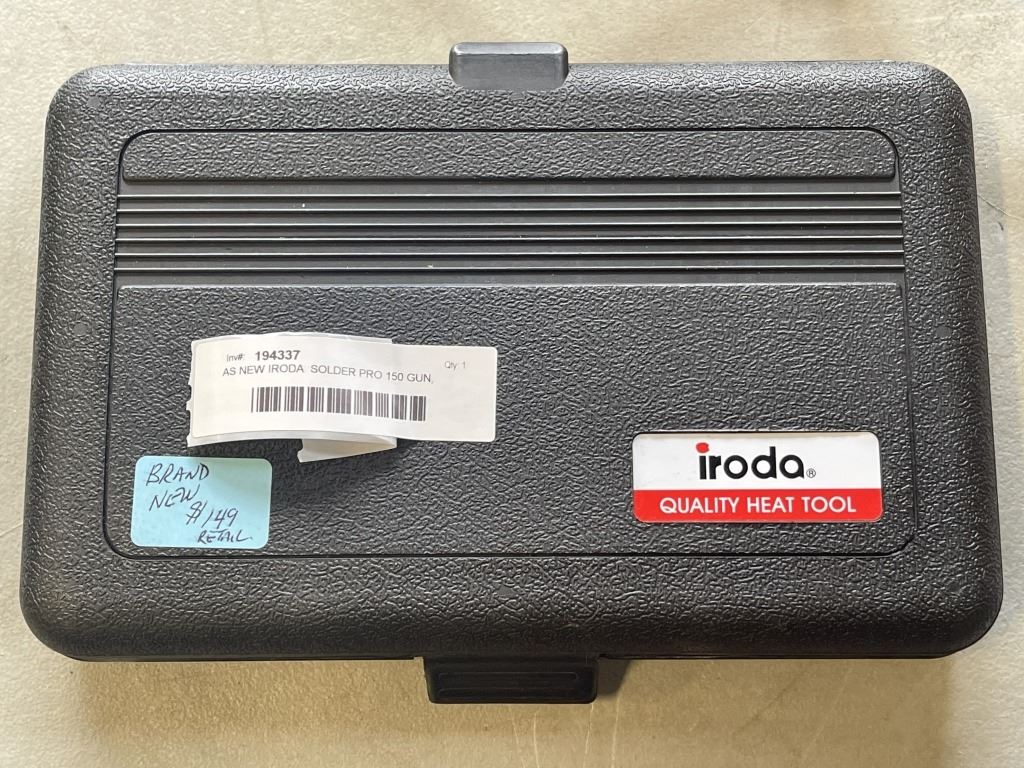 Inv#: 194337 Qty: 1
AS NEW IRODA: SOLDER PRO 150 GUN,
BRAND
NEW
$149
RETAIL
iroda®
QUALITY HEAT TOOL